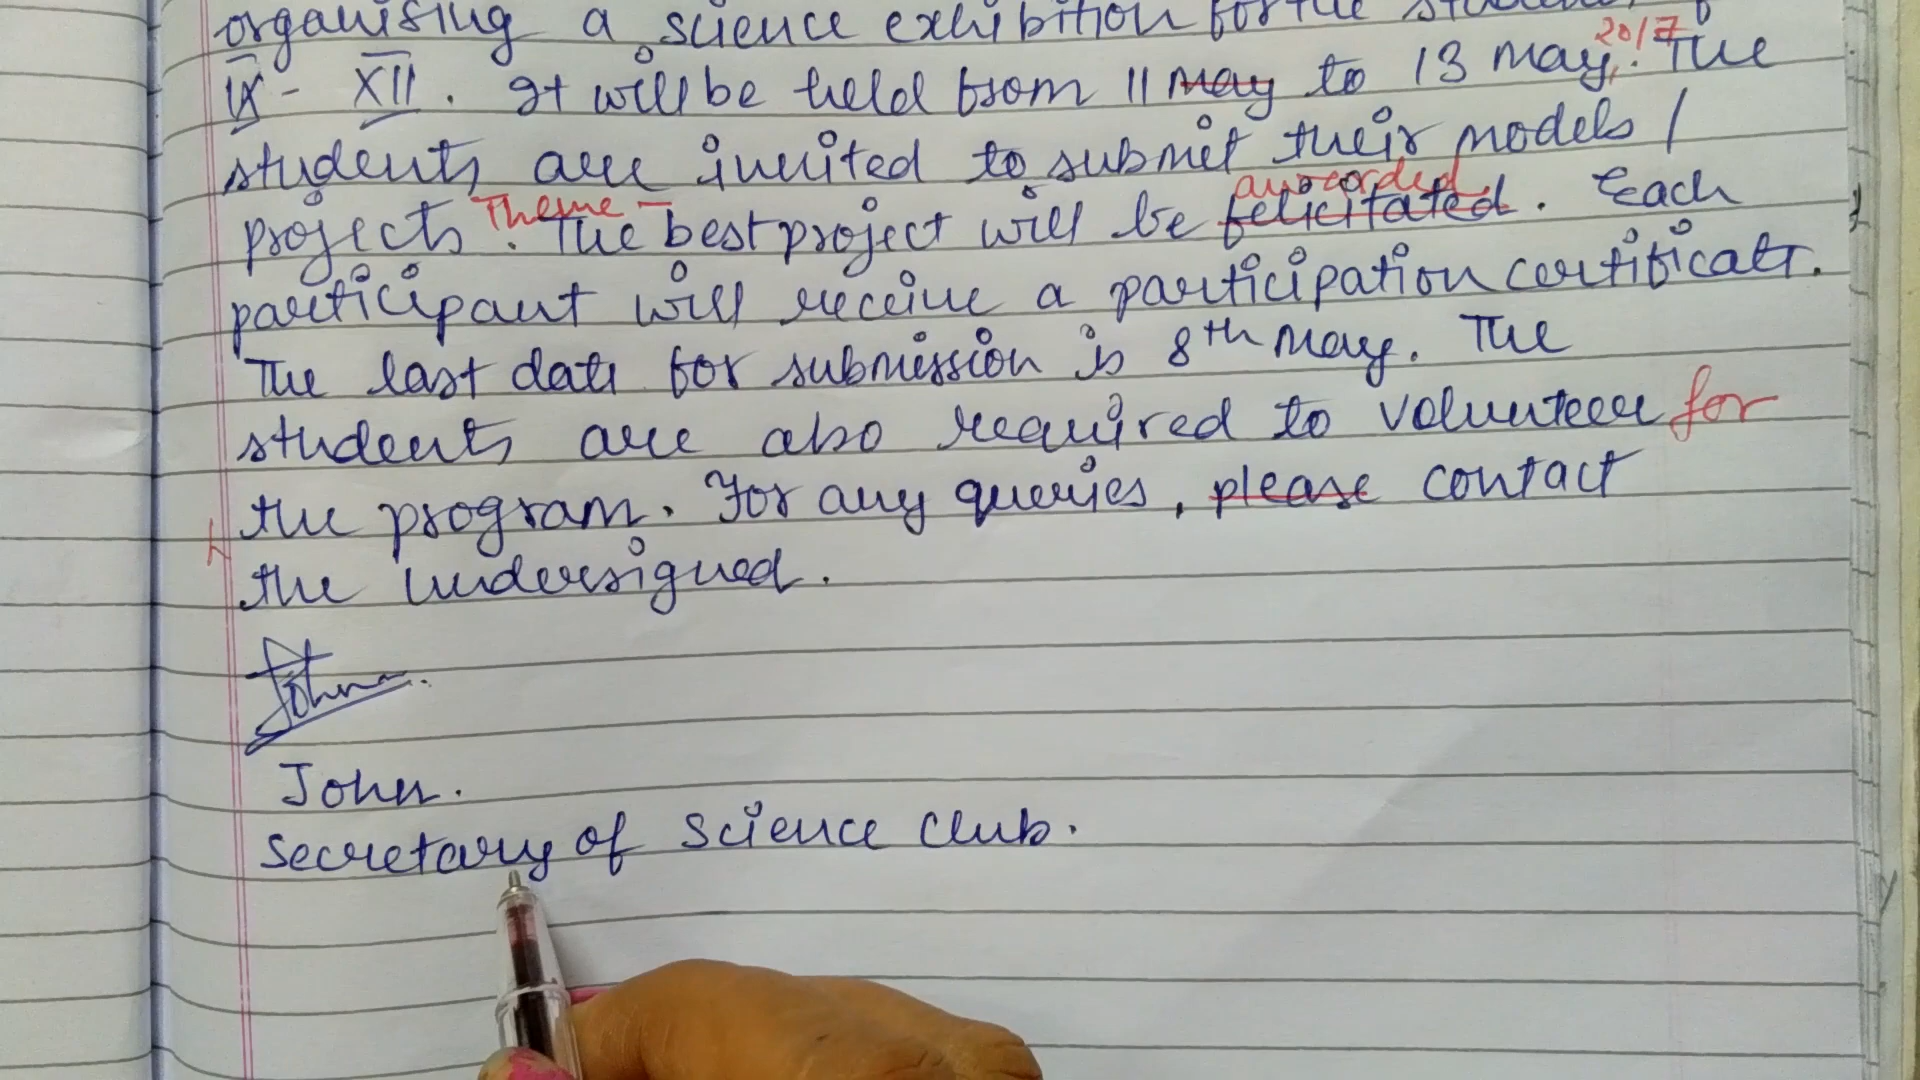 organising a science exhibition for the
IX - XII. It will be held from 11 may to 13 may, 2017. The
students are invited to submit their models /
projects. Theme - The best project will be felicitated awarded. Each
participant will receive a participation certificate.
The last date for submission is 8th may. The
students are also required to volunteer for
the program. For any queries, please contact
the undersigned.
John
John.
Secretary of Science Club.